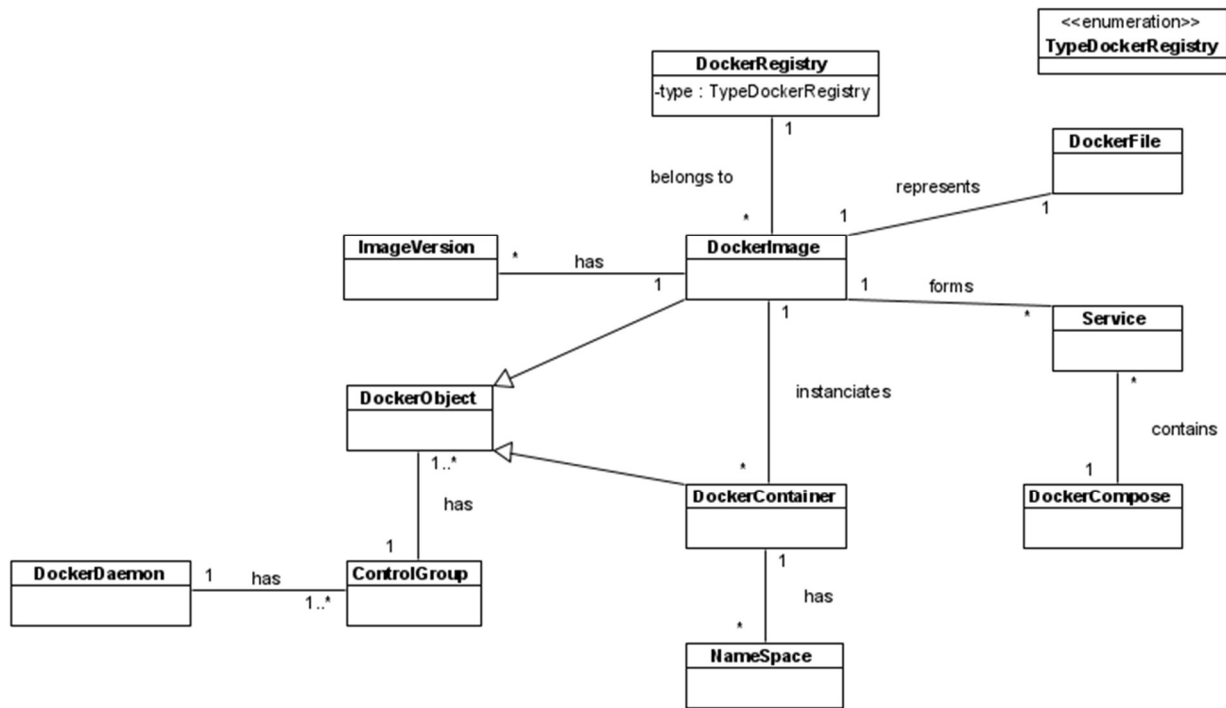 <<enumeration>>
TypeDockerRegistry
DockerRegistry
-type : TypeDockerRegistry
1
belongs to
*
DockerFile
represents
1
1
ImageVersion
*
has
1
DockerImage
1
forms
*
Service
1
instanciates
*
*
contains
1
DockerObject
1..*
has
1
DockerContainer
DockerCompose
DockerDaemon
1
has
1..*
ControlGroup
1
has
*
NameSpace